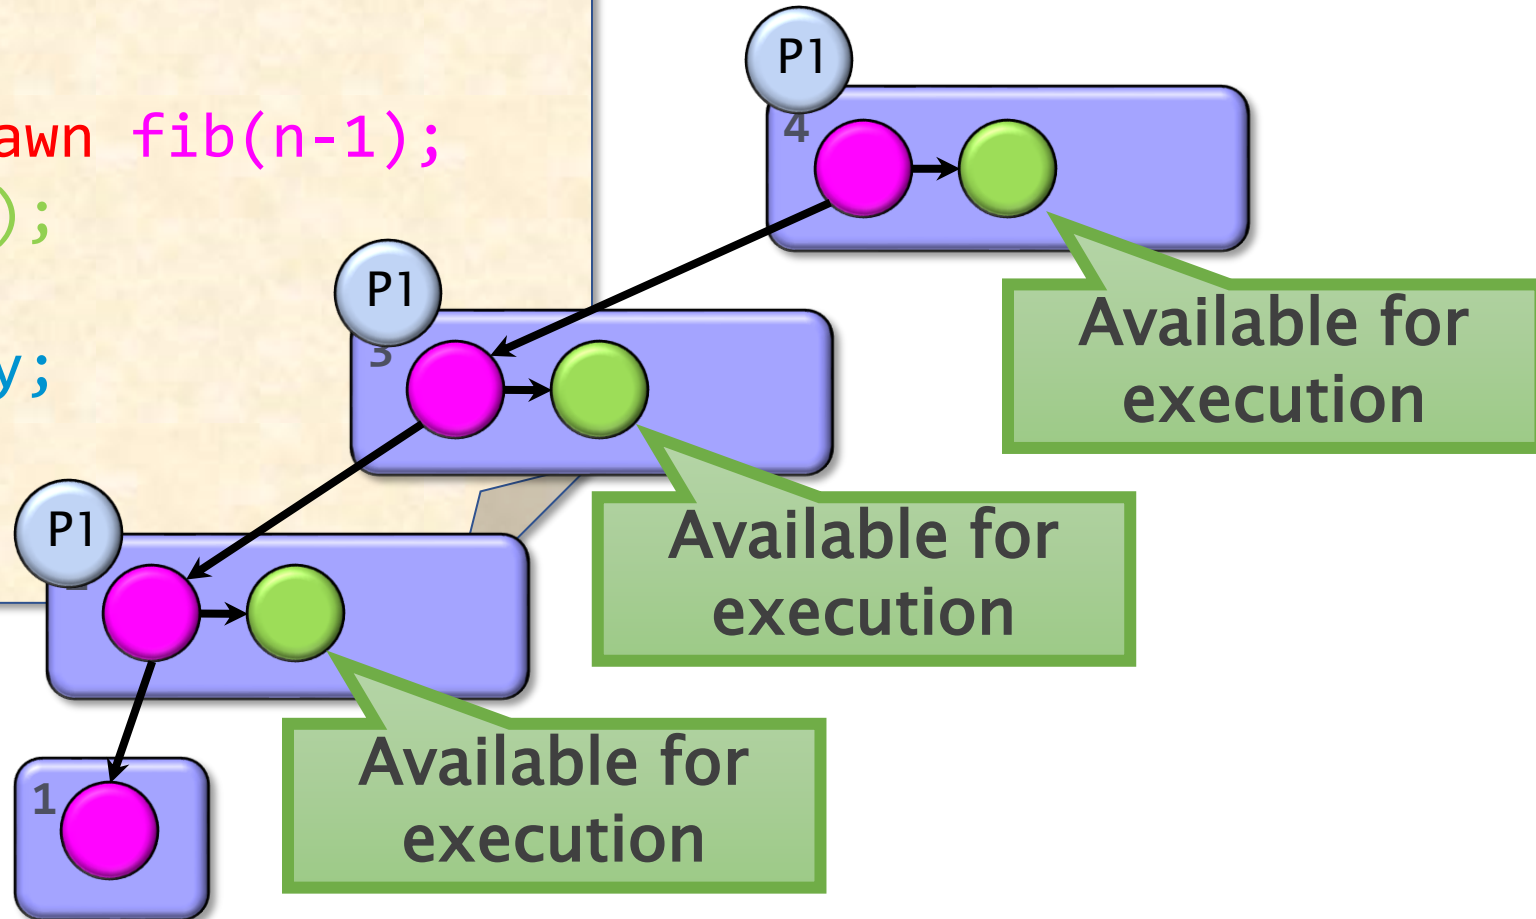 awn fib(n-1);
);
y;
P1
4
Available for
execution
P1
3
Available for
execution
P1
Available for
execution
1